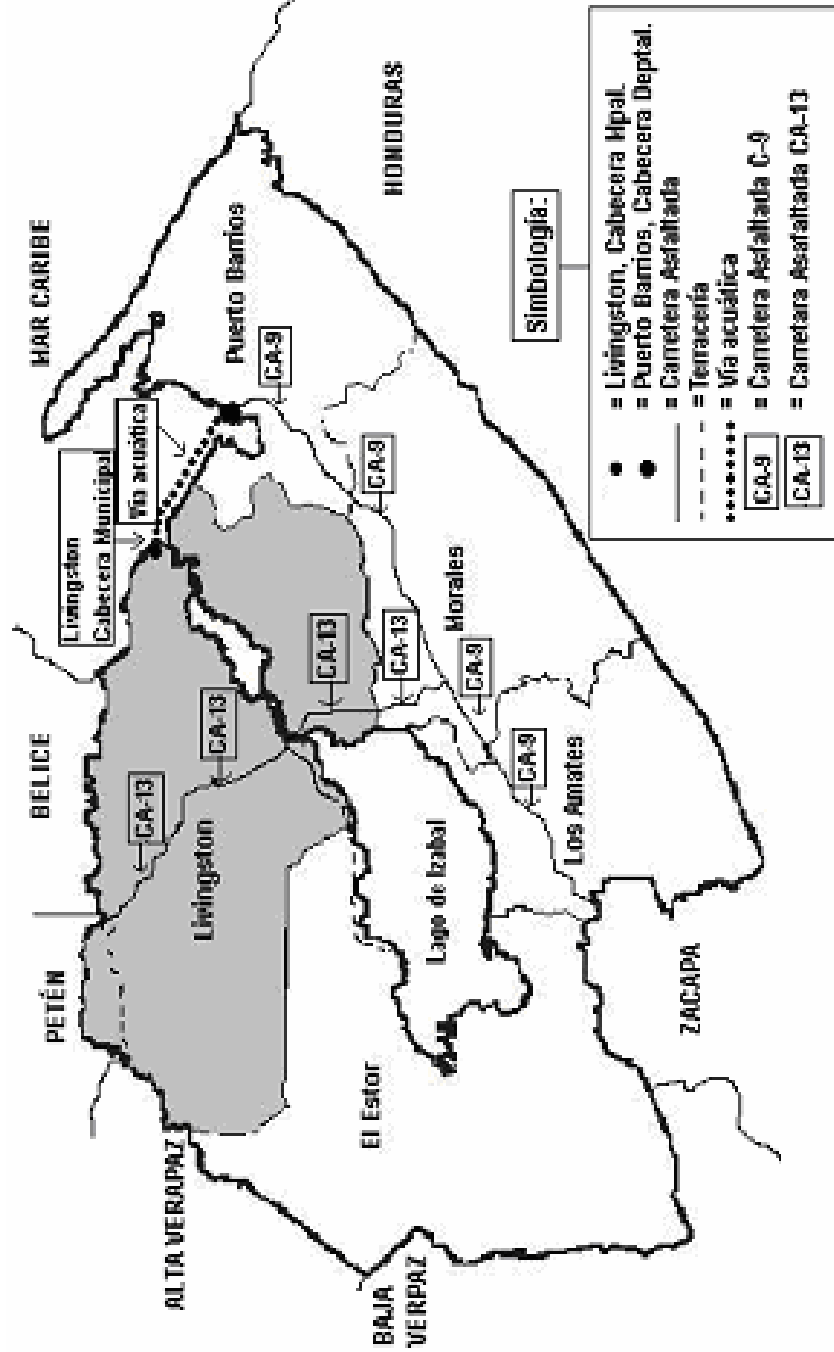 HAR CARIBE
BELICE
PETÉN
ALTA VERAPAZ
BAJA
VERPAZ
ZACAPA
HONDURAS
Livingston
Cabecera Municipal
Vía acuática
Puerto Barrios
CA-9
CA-9
CA-13
CA-13
CA-13
CA-13
Livingston
Morales
CA-9
CA-9
Los Amates
Lago de Izabal
El Estor
Simbología:
= Livingston, Cabecera Mpal.
= Puerto Barrios, Cabecera Deptal.
= Carretera Asfaltada
= Terracería
= Vía acuática
CA-9 = Carretera Asfaltada C-9
CA-13 = Carretara Asafaltada CA-13